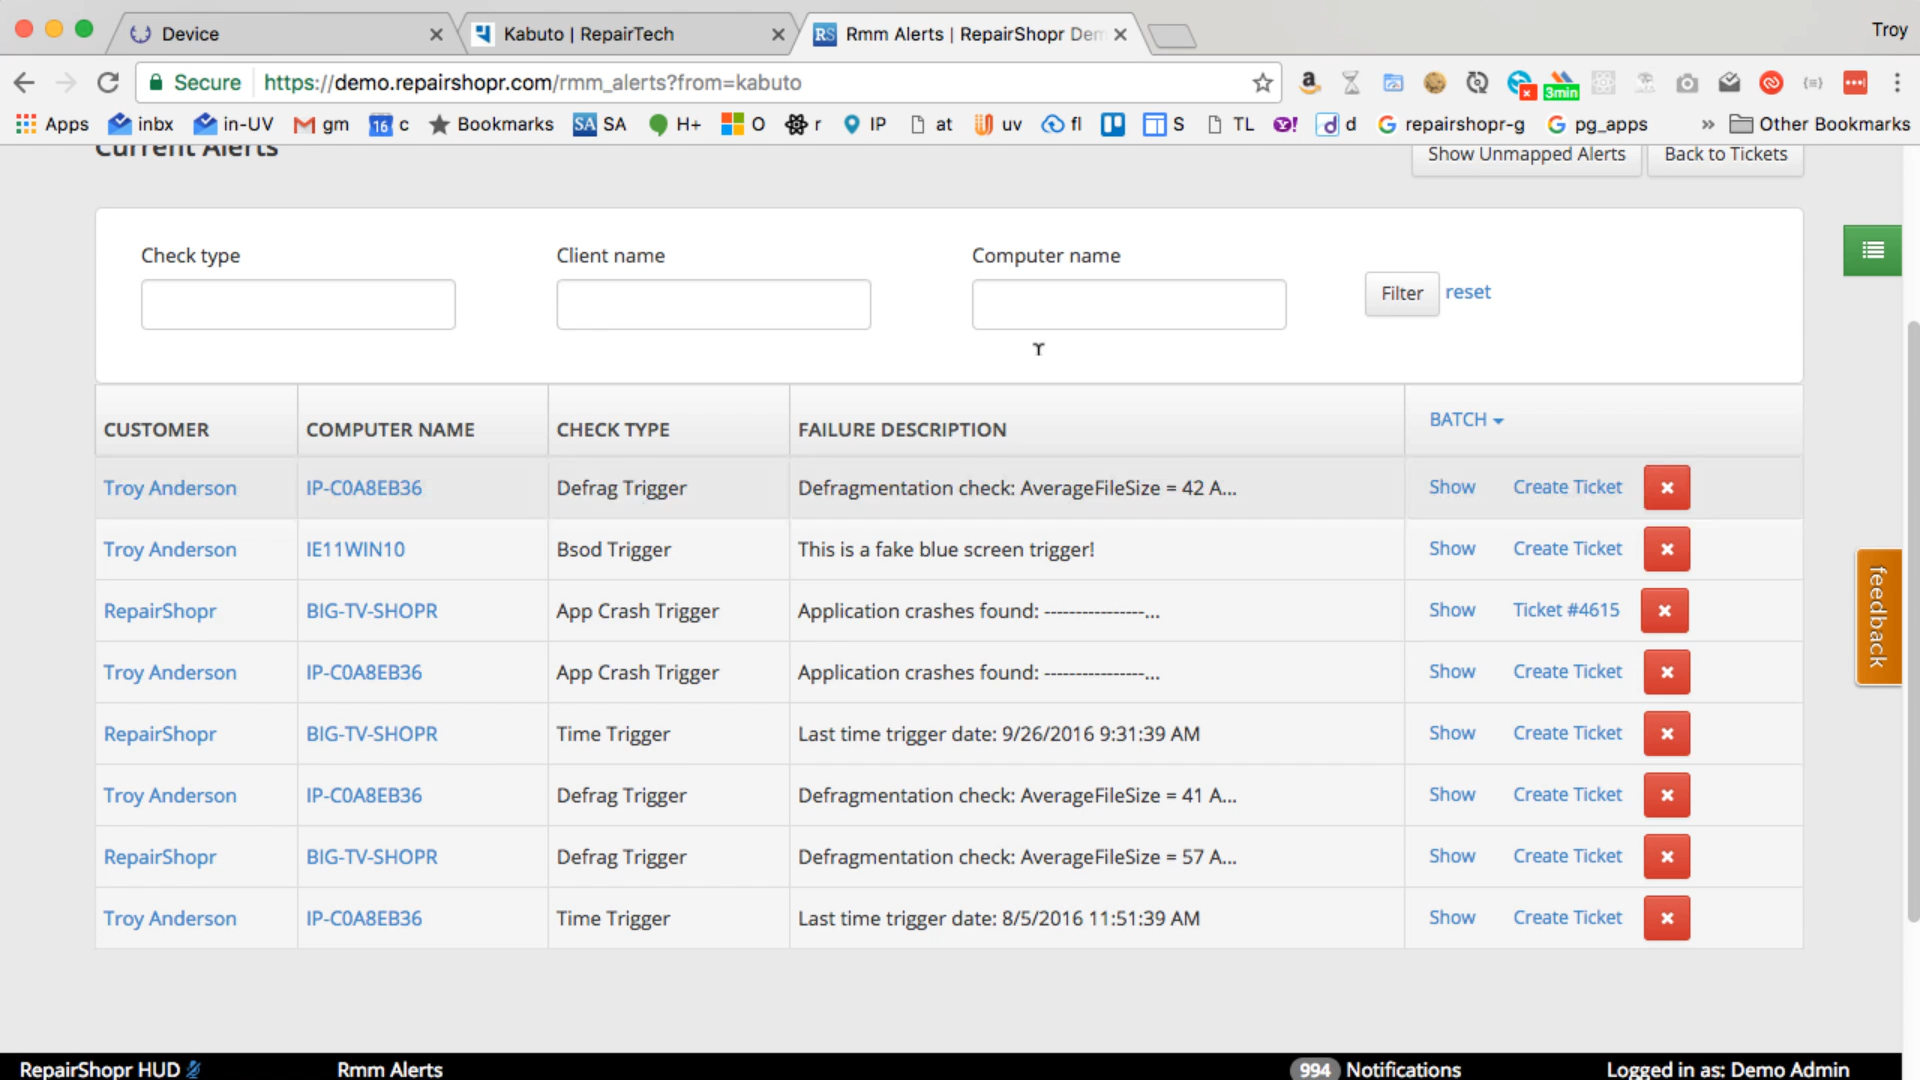 Device
Kabuto | RepairTech
RS Rmm Alerts | RepairShopr Dem
Troy
Secure https://demo.repairshopr.com/rmm_alerts?from=kabuto
3min
Apps inbx in-UV gm 16 c Bookmarks SA SA H+ O r IP at uv fl S TL d d repairshopr-g pg_apps » Other Bookmarks
Current Alerts
Show Unmapped Alerts Back to Tickets
Check type Client name Computer name
Filter reset
CUSTOMER COMPUTER NAME CHECK TYPE FAILURE DESCRIPTION BATCH
Troy Anderson IP-C0A8EB36 Defrag Trigger Defragmentation check: AverageFileSize = 42 A... Show Create Ticket
Troy Anderson IE11WIN10 Bsod Trigger This is a fake blue screen trigger! Show Create Ticket
RepairShopr BIG-TV-SHOPR App Crash Trigger Application crashes found: ----------------... Show Ticket #4615
Troy Anderson IP-C0A8EB36 App Crash Trigger Application crashes found: ----------------... Show Create Ticket
RepairShopr BIG-TV-SHOPR Time Trigger Last time trigger date: 9/26/2016 9:31:39 AM Show Create Ticket
Troy Anderson IP-C0A8EB36 Defrag Trigger Defragmentation check: AverageFileSize = 41 A... Show Create Ticket
RepairShopr BIG-TV-SHOPR Defrag Trigger Defragmentation check: AverageFileSize = 57 A... Show Create Ticket
Troy Anderson IP-C0A8EB36 Time Trigger Last time trigger date: 8/5/2016 11:51:39 AM Show Create Ticket
feedback
RepairShopr HUD Rmm Alerts 994 Notifications Logged in as: Demo Admin